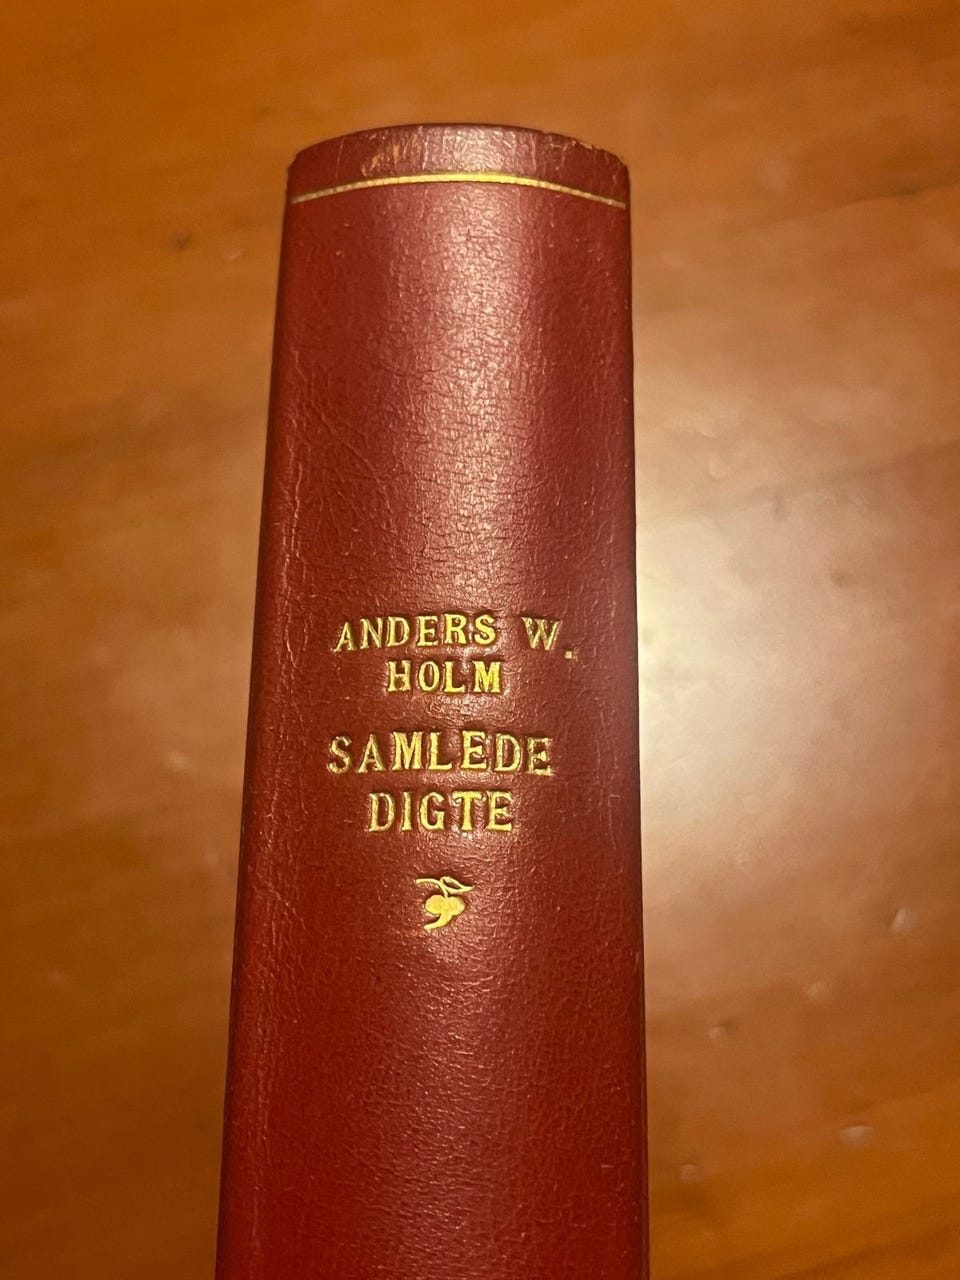 ANDERS W.
HOLM
SAMLEDE
DIGTE